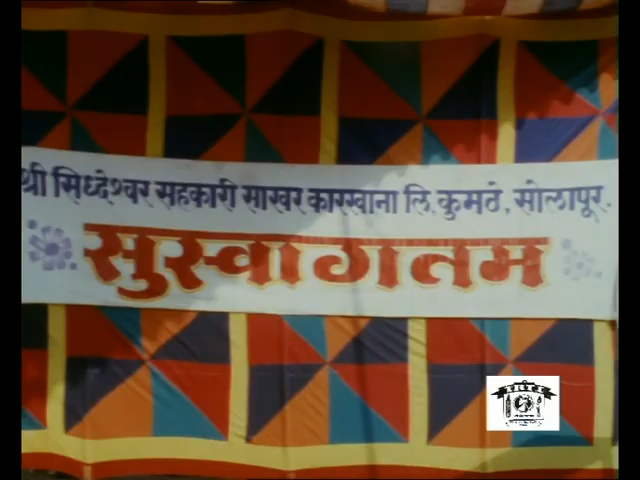 श्री सिध्देश्वर सहकारी साखर कारखाना लि. कुमठे, सोलापूर.
सुस्वागतम